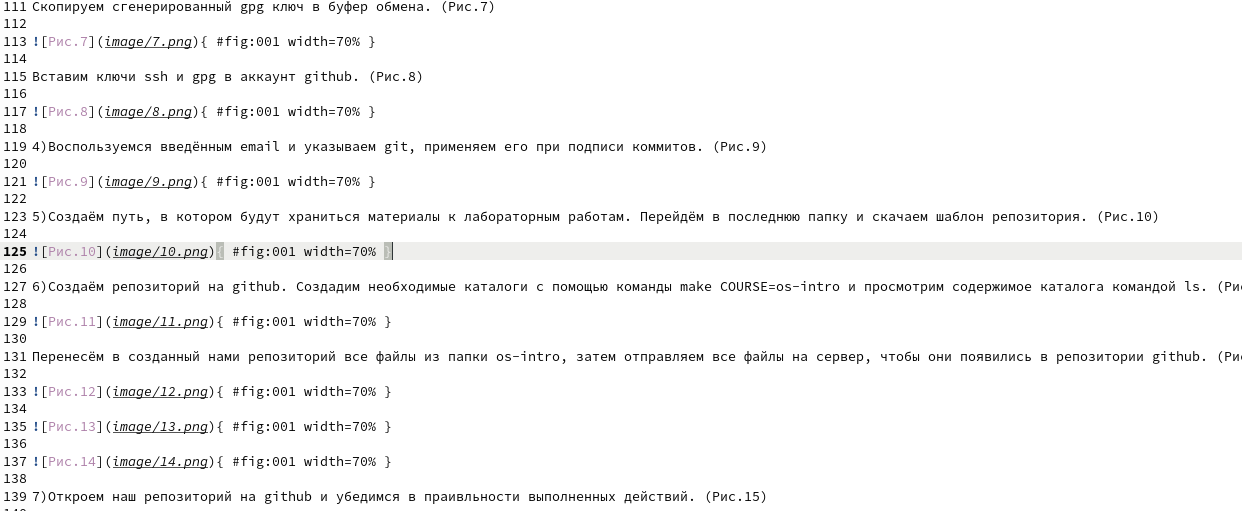 111 Скопируем сгенерированный gpg ключ в буфер обмена. (Рис.7)
112
113 ![Рис.7](image/7.png){ #fig:001 width=70% }
114
115 Вставим ключи ssh и gpg в аккаунт github. (Рис.8)
116
117 ![Рис.8](image/8.png){ #fig:001 width=70% }
118
119 4)Воспользуемся введённым email и указываем git, применяем его при подписи коммитов. (Рис.9)
120
121 ![Рис.9](image/9.png){ #fig:001 width=70% }
122
123 5)Создаём путь, в котором будут храниться материалы к лабораторным работам. Перейдём в последнюю папку и скачаем шаблон репозитория. (Рис.10)
124
125 ![Рис.10](image/10.png){ #fig:001 width=70% }
126
127 6)Создаём репозиторий на github. Создадим необходимые каталоги с помощью команды make COURSE=os-intro и просмотрим содержимое каталога командой ls. (Ри
128
129 ![Рис.11](image/11.png){ #fig:001 width=70% }
130
131 Перенесём в созданный нами репозиторий все файлы из папки os-intro, затем отправляем все файлы на сервер, чтобы они появились в репозитории github. (Ри
132
133 ![Рис.12](image/12.png){ #fig:001 width=70% }
134
135 ![Рис.13](image/13.png){ #fig:001 width=70% }
136
137 ![Рис.14](image/14.png){ #fig:001 width=70% }
138
139 7)Откроем наш репозиторий на github и убедимся в праивльности выполненных действий. (Рис.15)